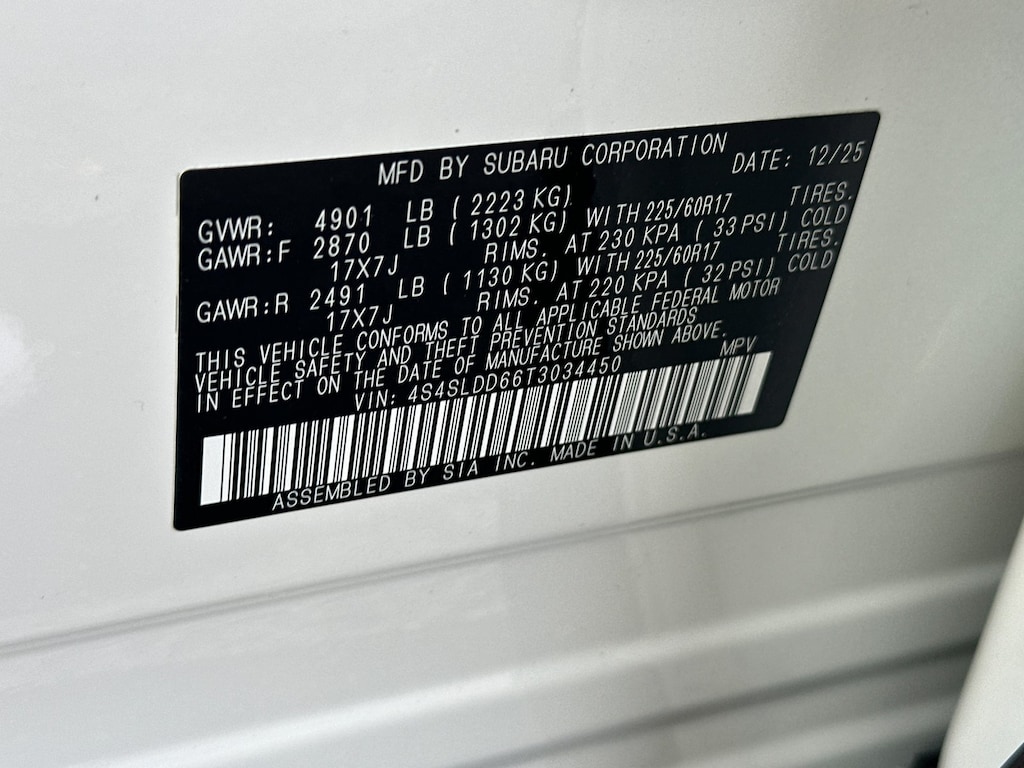 MFD BY SUBARU CORPORATION DATE: 12/25
GVWR: 4901 LB ( 2223 KG)
GAWR:F 2870 LB ( 1302 KG) WITH 225/60R17 TIRES.
17X7J RIMS. AT 230 KPA ( 33 PSI) COLD
GAWR:R 2491 LB ( 1130 KG) WITH 225/60R17 TIRES.
17X7J RIMS. AT 220 KPA ( 32 PSI) COLD
THIS VEHICLE CONFORMS TO ALL APPLICABLE FEDERAL MOTOR
VEHICLE SAFETY AND THEFT PREVENTION STANDARDS
IN EFFECT ON THE DATE OF MANUFACTURE SHOWN ABOVE.
VIN: 4S4SLDD66T3034450 MPV
ASSEMBLED BY SIA INC. MADE IN U.S.A.